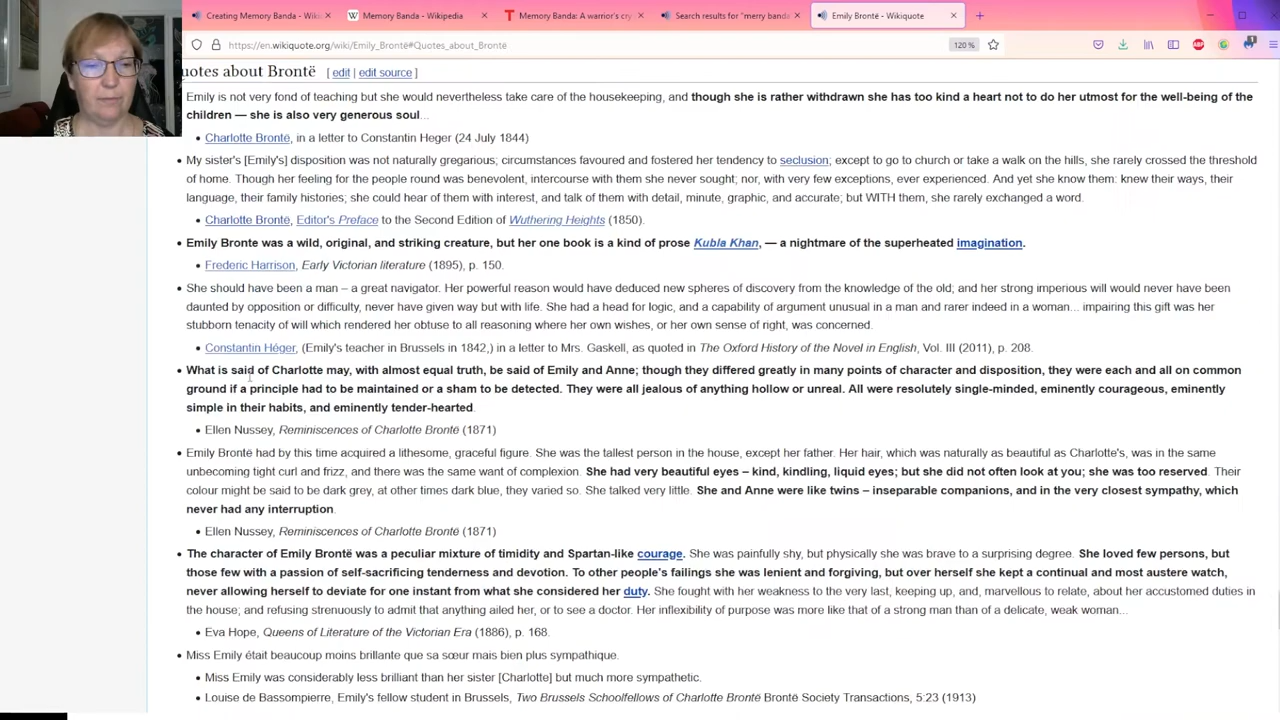 Creating Memory Banda - Wiki
Memory Banda - Wikipedia
Memory Banda: A warrior's cry
Search results for "merry banda
Emily Brontë - Wikiquote
https://en.wikiquote.org/wiki/Emily_Brontë#Quotes_about_Brontë
120 %
uotes about Brontë [ edit | edit source ]
Emily is not very fond of teaching but she would nevertheless take care of the housekeeping, and though she is rather withdrawn she has too kind a heart not to do her utmost for the well-being of the
children — she is also very generous soul...
• Charlotte Brontë, in a letter to Constantin Heger (24 July 1844)
• My sister's [Emily's] disposition was not naturally gregarious; circumstances favoured and fostered her tendency to seclusion; except to go to church or take a walk on the hills, she rarely crossed the threshold
of home. Though her feeling for the people round was benevolent, intercourse with them she never sought; nor, with very few exceptions, ever experienced. And yet she know them: knew their ways, their
language, their family histories; she could hear of them with interest, and talk of them with detail, minute, graphic, and accurate; but WITH them, she rarely exchanged a word.
• Charlotte Brontë, Editor's Preface to the Second Edition of Wuthering Heights (1850).
• Emily Bronte was a wild, original, and striking creature, but her one book is a kind of prose Kubla Khan, — a nightmare of the superheated imagination.
• Frederic Harrison, Early Victorian literature (1895), p. 150.
• She should have been a man – a great navigator. Her powerful reason would have deduced new spheres of discovery from the knowledge of the old; and her strong imperious will would never have been
daunted by opposition or difficulty, never have given way but with life. She had a head for logic, and a capability of argument unusual in a man and rarer indeed in a woman... impairing this gift was her
stubborn tenacity of will which rendered her obtuse to all reasoning where her own wishes, or her own sense of right, was concerned.
• Constantin Héger, (Emily's teacher in Brussels in 1842,) in a letter to Mrs. Gaskell, as quoted in The Oxford History of the Novel in English, Vol. III (2011), p. 208.
• What is said of Charlotte may, with almost equal truth, be said of Emily and Anne; though they differed greatly in many points of character and disposition, they were each and all on common
ground if a principle had to be maintained or a sham to be detected. They were all jealous of anything hollow or unreal. All were resolutely single-minded, eminently courageous, eminently
simple in their habits, and eminently tender-hearted.
• Ellen Nussey, Reminiscences of Charlotte Brontë (1871)
• Emily Brontë had by this time acquired a lithesome, graceful figure. She was the tallest person in the house, except her father. Her hair, which was naturally as beautiful as Charlotte's, was in the same
unbecoming tight curl and frizz, and there was the same want of complexion. She had very beautiful eyes – kind, kindling, liquid eyes; but she did not often look at you; she was too reserved. Their
colour might be said to be dark grey, at other times dark blue, they varied so. She talked very little. She and Anne were like twins – inseparable companions, and in the very closest sympathy, which
never had any interruption.
• Ellen Nussey, Reminiscences of Charlotte Brontë (1871)
• The character of Emily Brontë was a peculiar mixture of timidity and Spartan-like courage. She was painfully shy, but physically she was brave to a surprising degree. She loved few persons, but
those few with a passion of self-sacrificing tenderness and devotion. To other people's failings she was lenient and forgiving, but over herself she kept a continual and most austere watch,
never allowing herself to deviate for one instant from what she considered her duty. She fought with her weakness to the very last, keeping up, and, marvellous to relate, about her accustomed duties in
the house; and refusing strenuously to admit that anything ailed her, or to see a doctor. Her inflexibility of purpose was more like that of a strong man than of a delicate, weak woman...
• Eva Hope, Queens of Literature of the Victorian Era (1886), p. 168.
• Miss Emily était beaucoup moins brillante que sa sœur mais bien plus sympathique.
• Miss Emily was considerably less brilliant than her sister [Charlotte] but much more sympathetic.
• Louise de Bassompierre, Emily's fellow student in Brussels, Two Brussels Schoolfellows of Charlotte Brontë Brontë Society Transactions, 5:23 (1913)